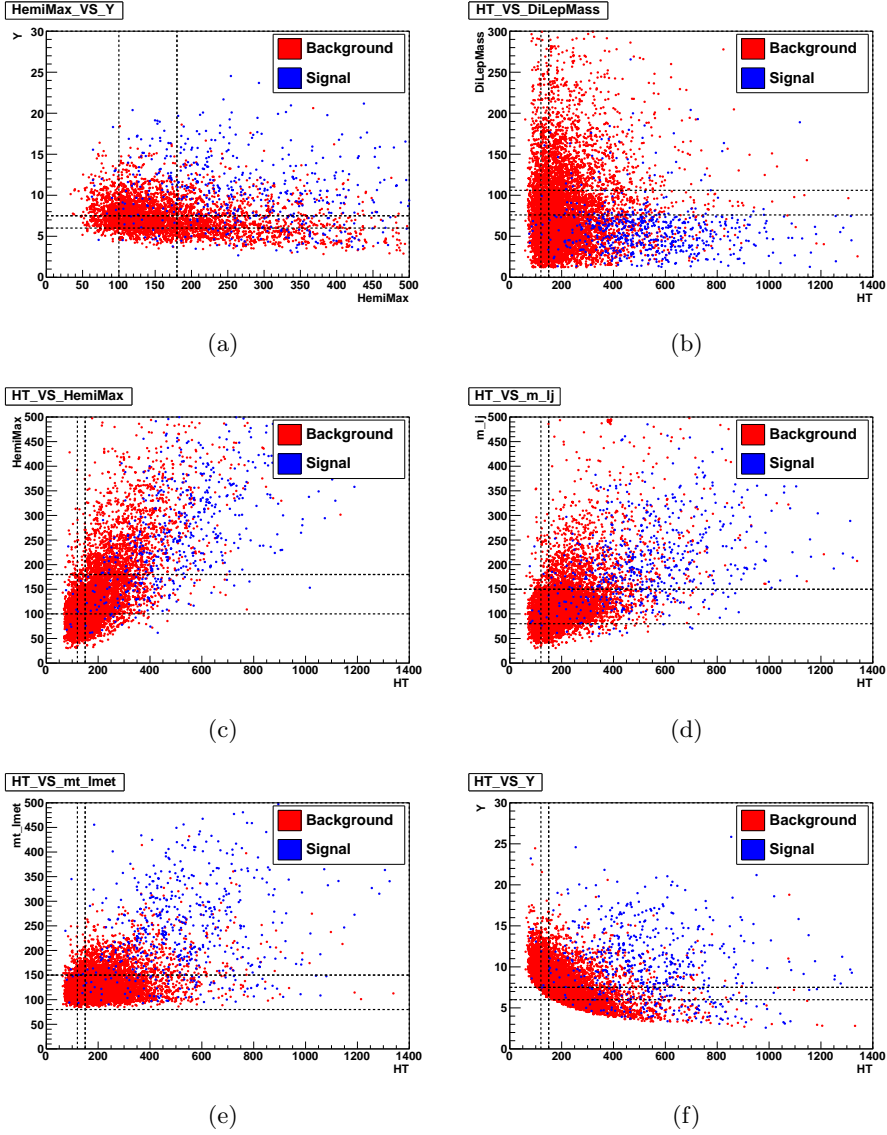 HemiMax_VS_Y
Y
30
25
20
15
10
5
0
0 50 100 150 200 250 300 350 400 450 500
HemiMax
Background
Signal
(a)
HT_VS_DiLepMass
DiLepMass
300
250
200
150
100
50
0
0 200 400 600 800 1000 1200 1400
HT
Background
Signal
(b)
HT_VS_HemiMax
HemiMax
500
450
400
350
300
250
200
150
100
50
0
0 200 400 600 800 1000 1200 1400
HT
Background
Signal
(c)
HT_VS_m_lj
m_lj
500
450
400
350
300
250
200
150
100
50
0
0 200 400 600 800 1000 1200 1400
HT
Background
Signal
(d)
HT_VS_mt_lmet
mt_lmet
500
450
400
350
300
250
200
150
100
50
0
0 200 400 600 800 1000 1200 1400
HT
Background
Signal
(e)
HT_VS_Y
Y
30
25
20
15
10
5
0
0 200 400 600 800 1000 1200 1400
HT
Background
Signal
(f)